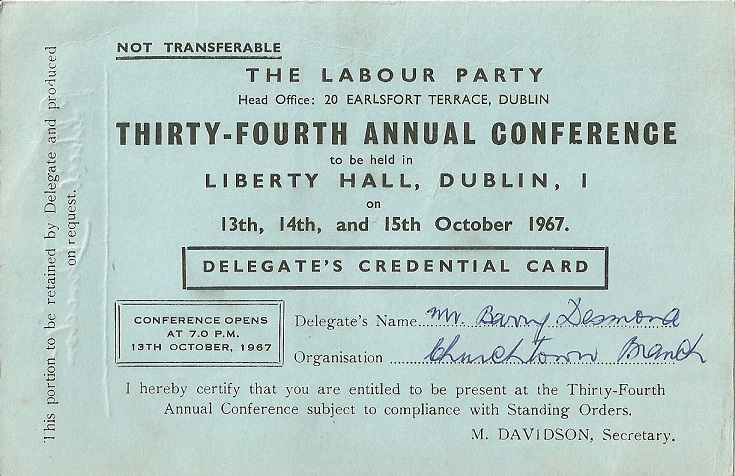 NOT TRANSFERABLE
THE LABOUR PARTY
Head Office: 20 EARLSFORT TERRACE, DUBLIN
THIRTY-FOURTH ANNUAL CONFERENCE
to be held in
LIBERTY HALL, DUBLIN, 1
on
13th, 14th, and 15th October 1967.
DELEGATE'S CREDENTIAL CARD
CONFERENCE OPENS
AT 7.0 P.M.
13TH OCTOBER, 1967
Delegate's Name Mr. Barry Desmond
Organisation Churchtown Branch
I hereby certify that you are entitled to be present at the Thirty-Fourth
Annual Conference subject to compliance with Standing Orders.
M. DAVIDSON, Secretary.
This portion to be retained by Delegate and produced
on request.